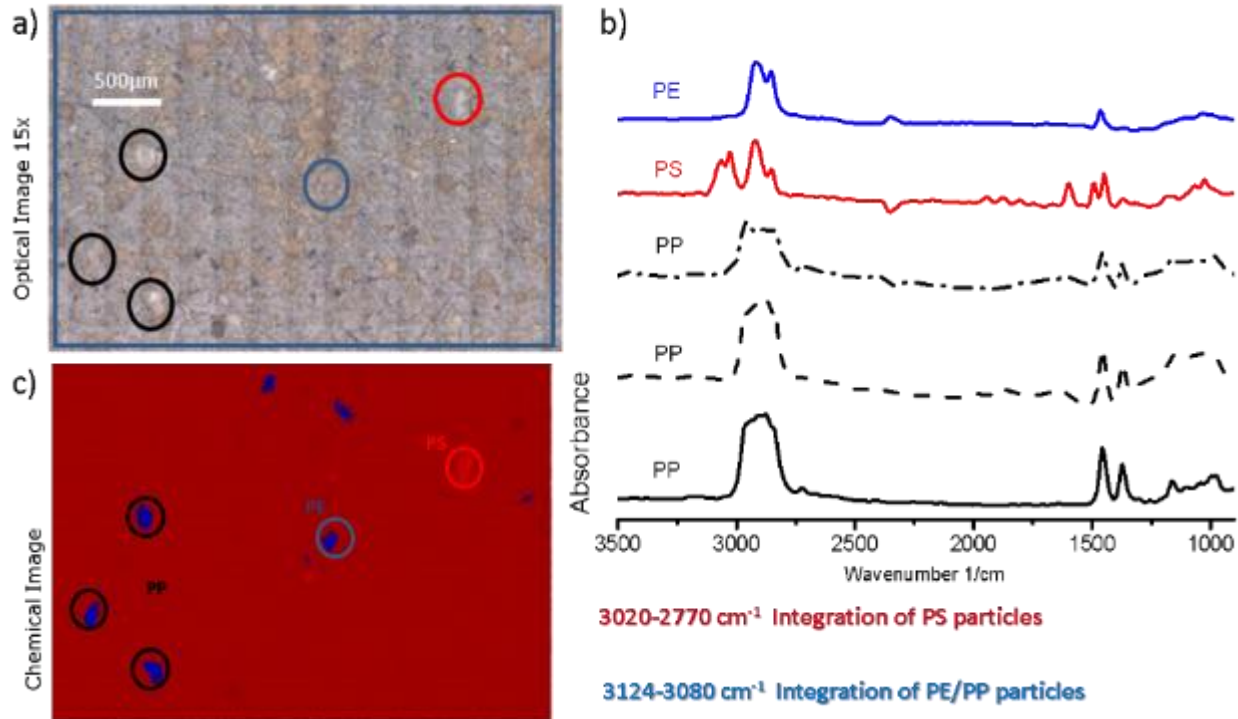 a)
Optical Image 15x
500µm
b)
PE
PS
PP
PP
PP
Absorbance
3500 3000 2500 2000 1500 1000
Wavenumber 1/cm
c)
Chemical Image
PS
PE
PP
3020-2770 cm⁻¹ Integration of PS particles
3124-3080 cm⁻¹ Integration of PE/PP particles